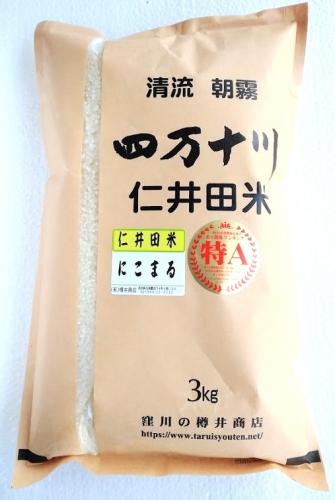 清流 朝霧
四万十川
仁井田米
仁井田米
にこまる
特A
3kg
窪川の樽井商店
https://www.taruisyouten.net/